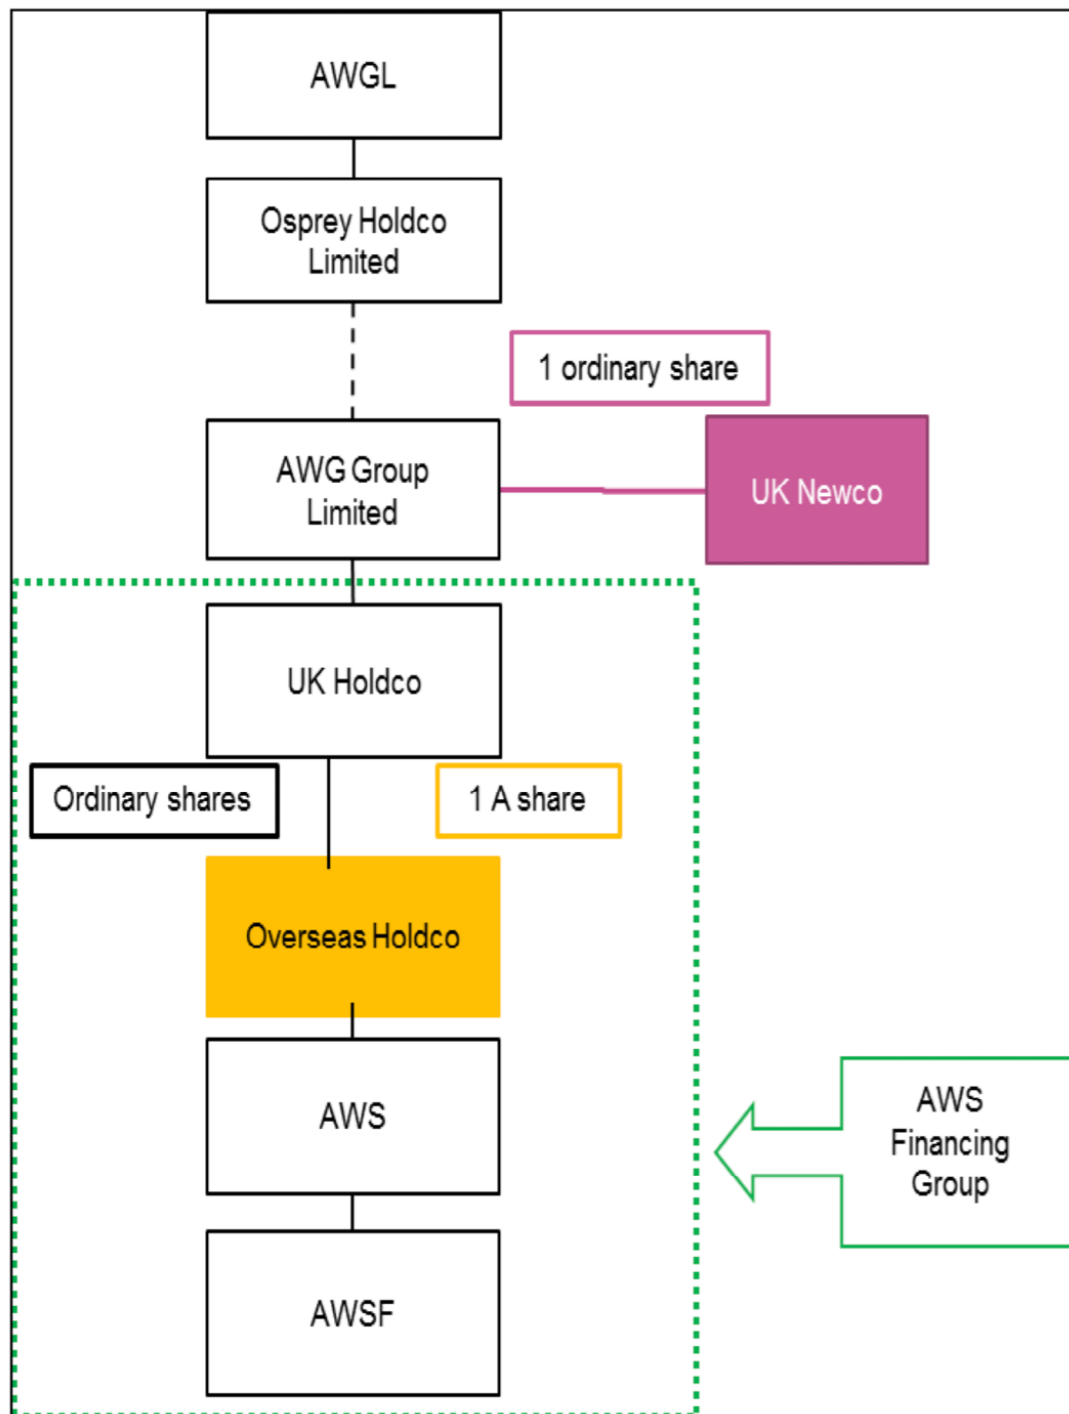 AWGL
Osprey Holdco
Limited
1 ordinary share
AWG Group
Limited
UK Newco
UK Holdco
Ordinary shares
1 A share
Overseas Holdco
AWS
AWS
Financing
Group
AWSF